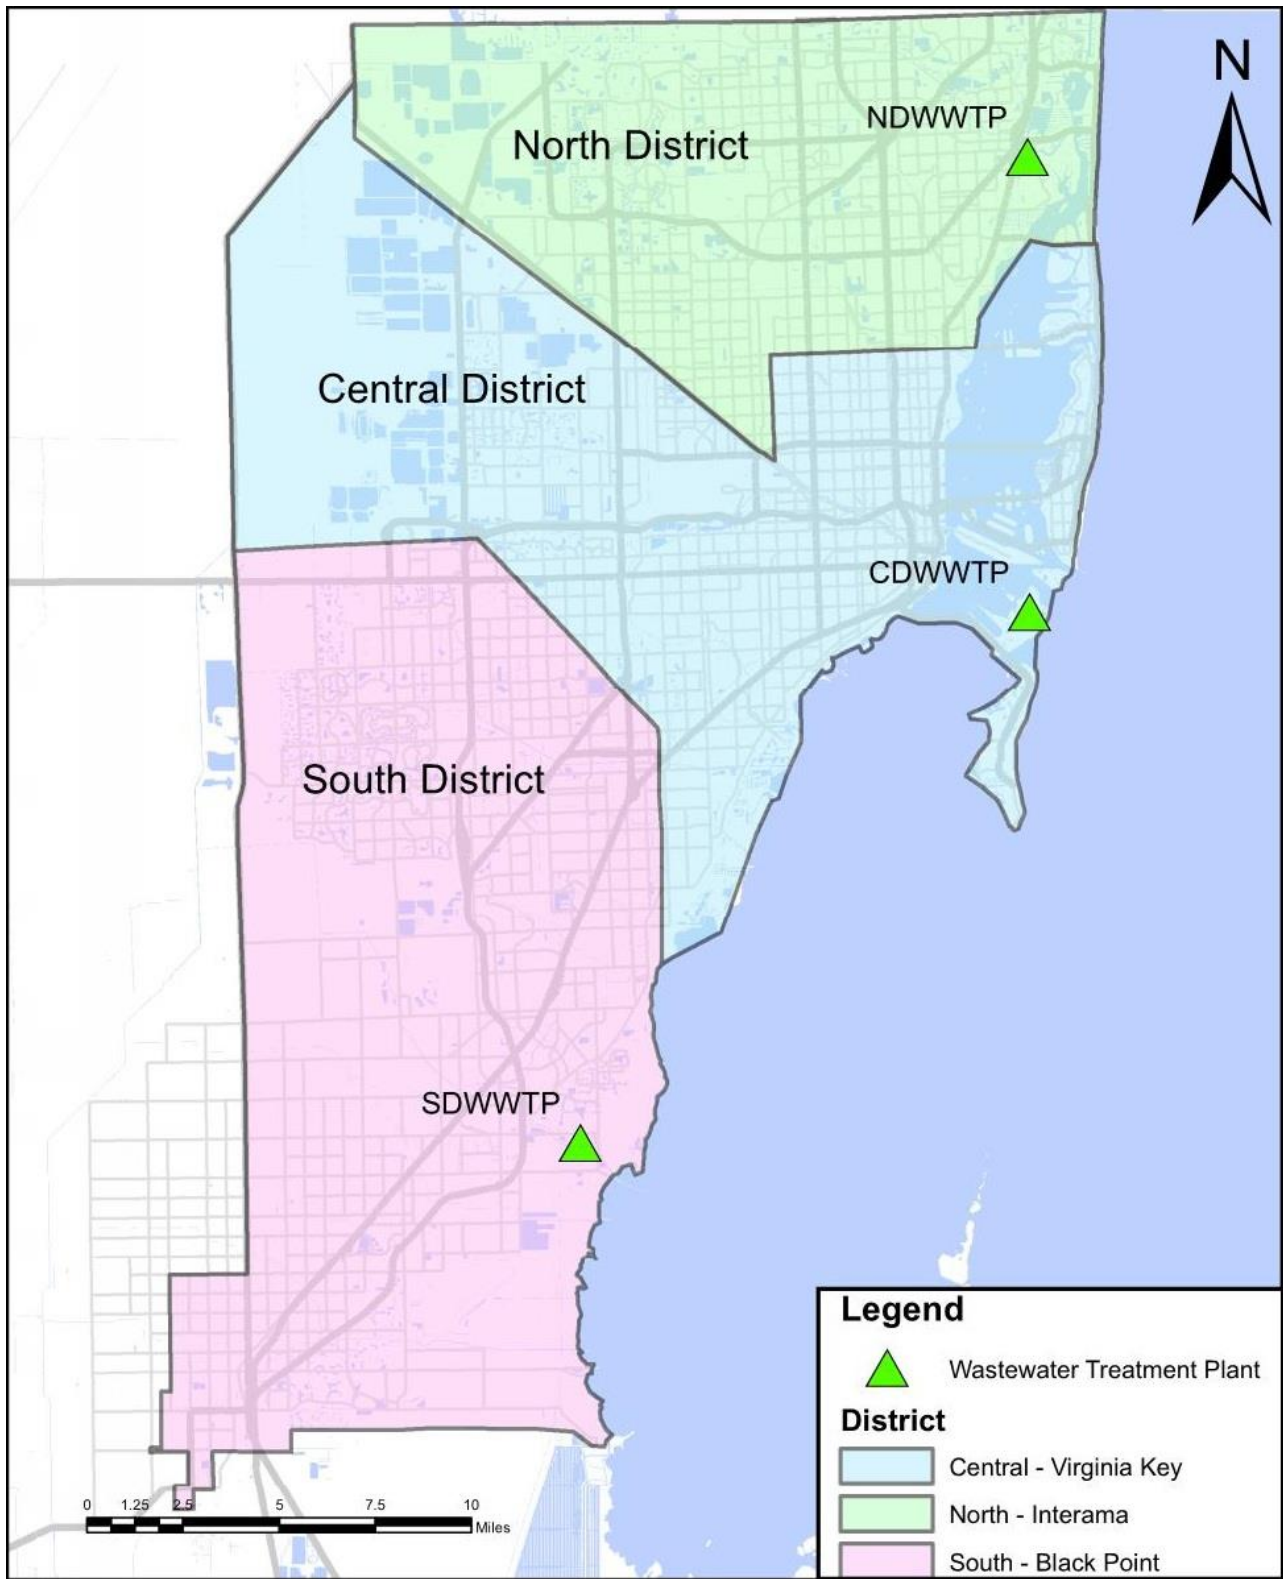 N
NDWWTP
North District
Central District
CDWWTP
South District
SDWWTP
Legend
Wastewater Treatment Plant
District
Central - Virginia Key
North - Interama
South - Black Point
0 1.25 2.5 5 7.5 10
Miles